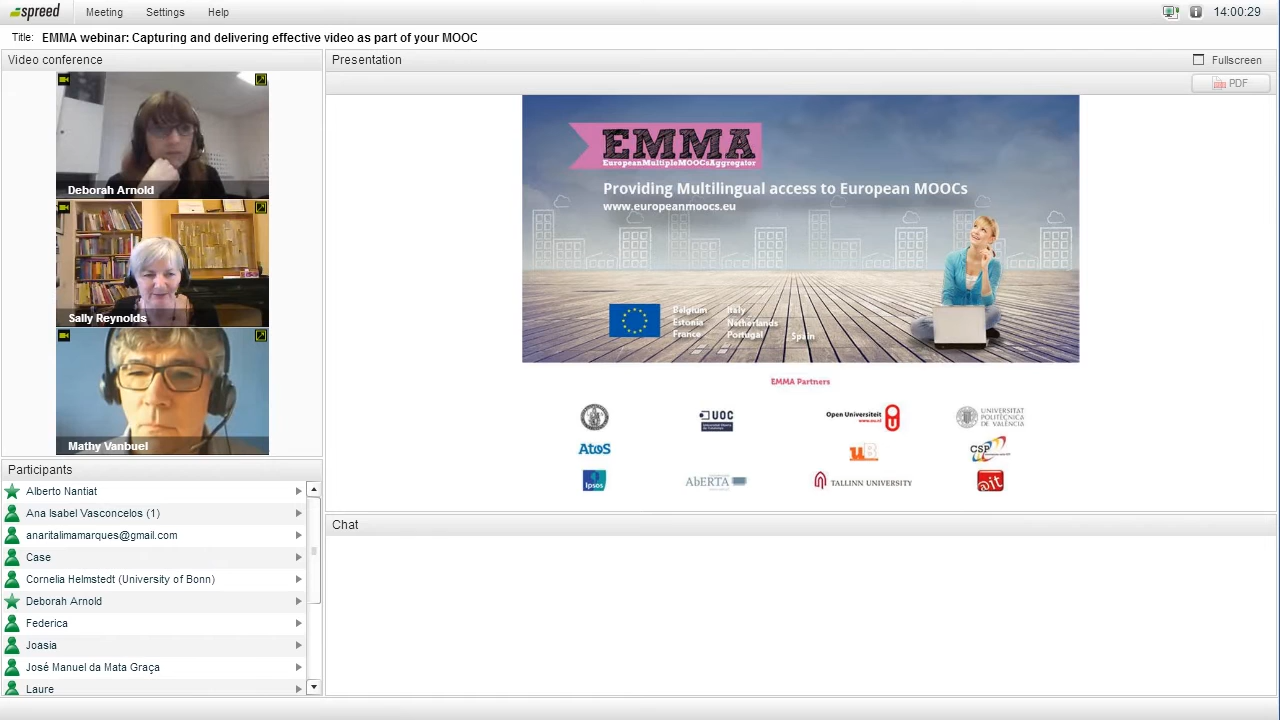 spreed
Meeting
Settings
Help
14:00:29
Title: EMMA webinar: Capturing and delivering effective video as part of your MOOC
Video conference
Deborah Arnold
Sally Reynolds
Mathy Vanbuel
Participants
Alberto Nantiat
Ana Isabel Vasconcelos (1)
anaritalimamarques@gmail.com
Case
Cornelia Helmstedt (University of Bonn)
Deborah Arnold
Federica
Joasia
José Manuel da Mata Graça
Laure
Presentation
Fullscreen
PDF
EMMA
EuropeanMultipleMOOCsAggregator
Providing Multilingual access to European MOOCs
www.europeanmoocs.eu
Belgium Italy
Estonia Netherlands
France Portugal Spain
EMMA Partners
UOC
Open Universiteit
www.ou.nl
UNIVERSITAT
POLITÈCNICA
DE VALÈNCIA
Atos
uB
CSP
Ipsos
AbERTA
TALLINN UNIVERSITY
@it
Chat